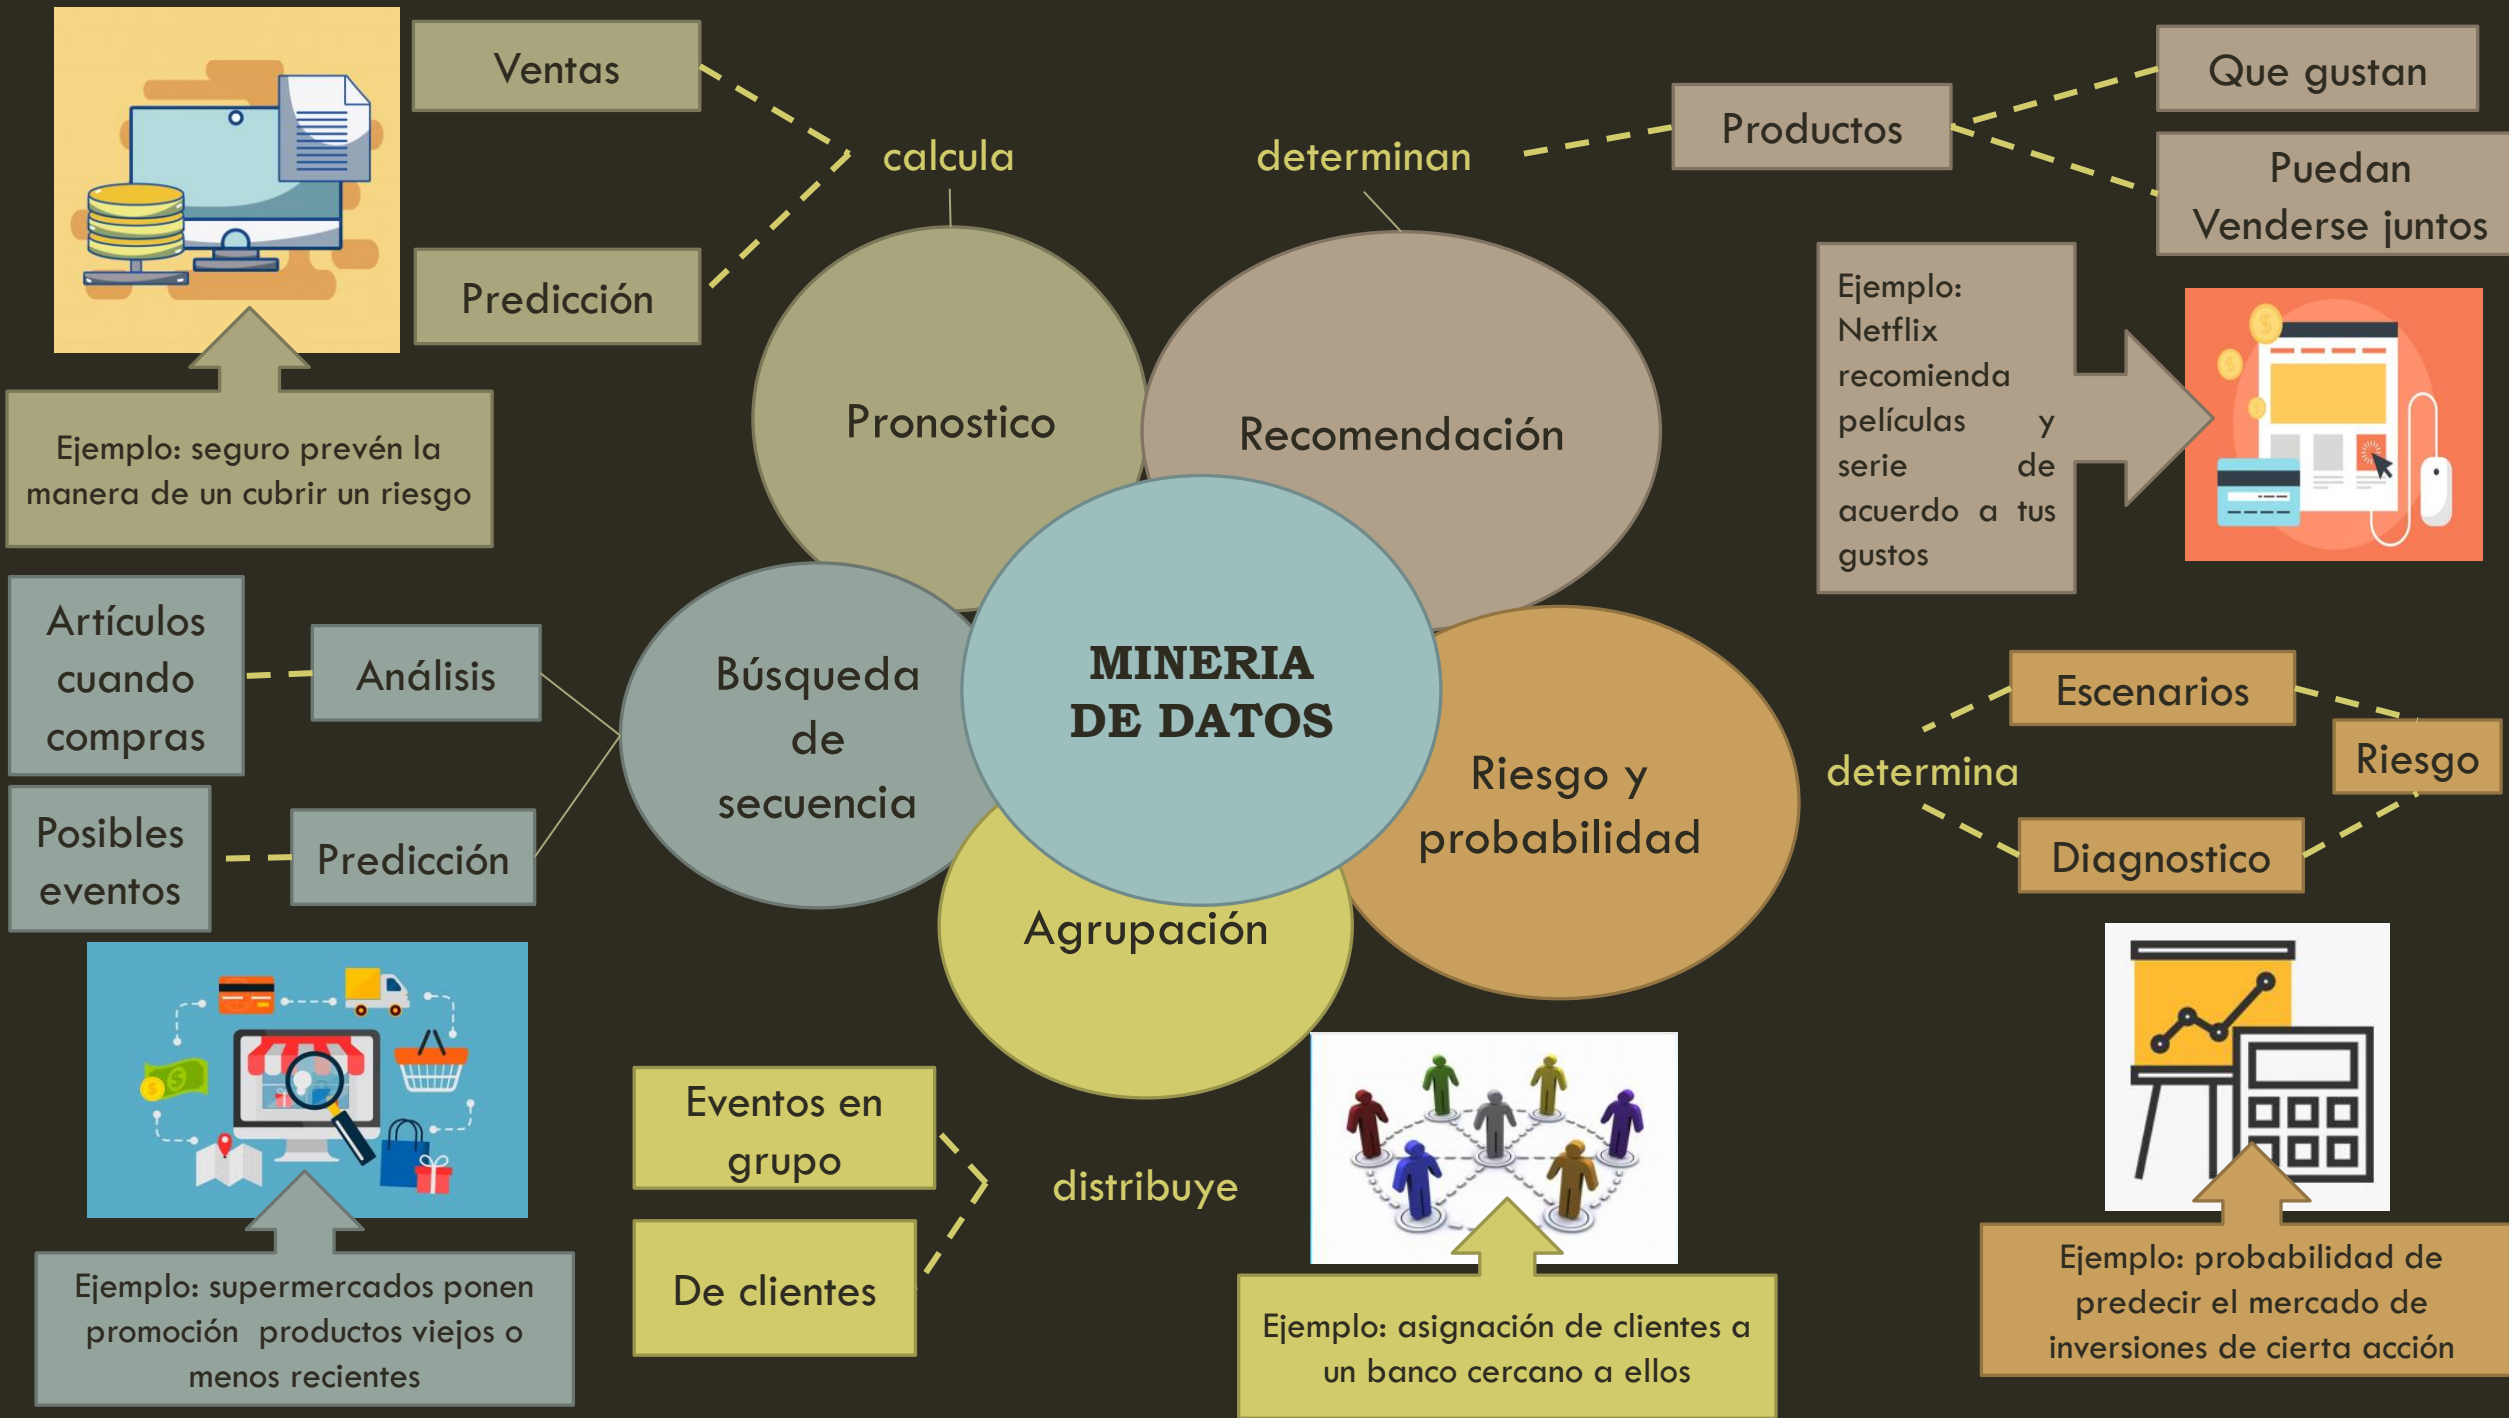 Ventas
calcula
Predicción
Ejemplo: seguro prevén la
manera de un cubrir un riesgo
Pronostico
determinan
Productos
Que gustan
Puedan
Venderse juntos
Recomendación
Ejemplo:
Netflix
recomienda
películas y
serie de
acuerdo a tus
gustos
Artículos
cuando
compras
Análisis
Posibles
eventos
Predicción
Búsqueda
de
secuencia
MINERIA
DE DATOS
Riesgo y
probabilidad
determina
Escenarios
Riesgo
Diagnostico
Agrupación
Eventos en
grupo
distribuye
De clientes
Ejemplo: supermercados ponen
promoción productos viejos o
menos recientes
Ejemplo: asignación de clientes a
un banco cercano a ellos
Ejemplo: probabilidad de
predecir el mercado de
inversiones de cierta acción